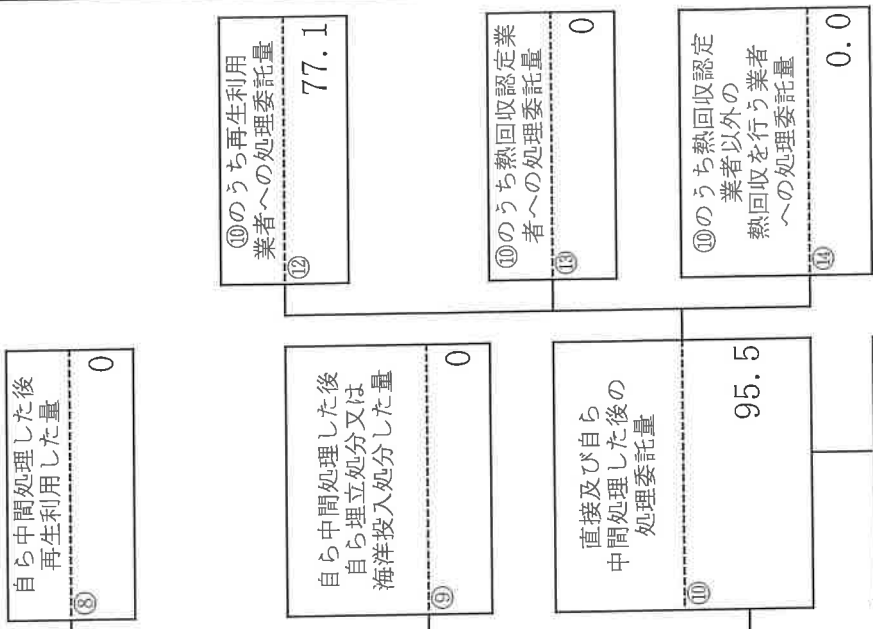 自ら中間処理した後
再生利用した量
⑧
0
自ら中間処理した後
自ら埋立処分又は
海洋投入処分した量
⑨
0
直接及び自ら
中間処理した後の
処理委託量
⑩
95.5
⑩のうち再生利用
業者への処理委託量
⑫
77.1
⑩のうち熱回収認定業
者への処理委託量
⑬
0
⑩のうち熱回収認定
業者以外の
熱回収を行う業者
への処理委託量
⑭
0.0